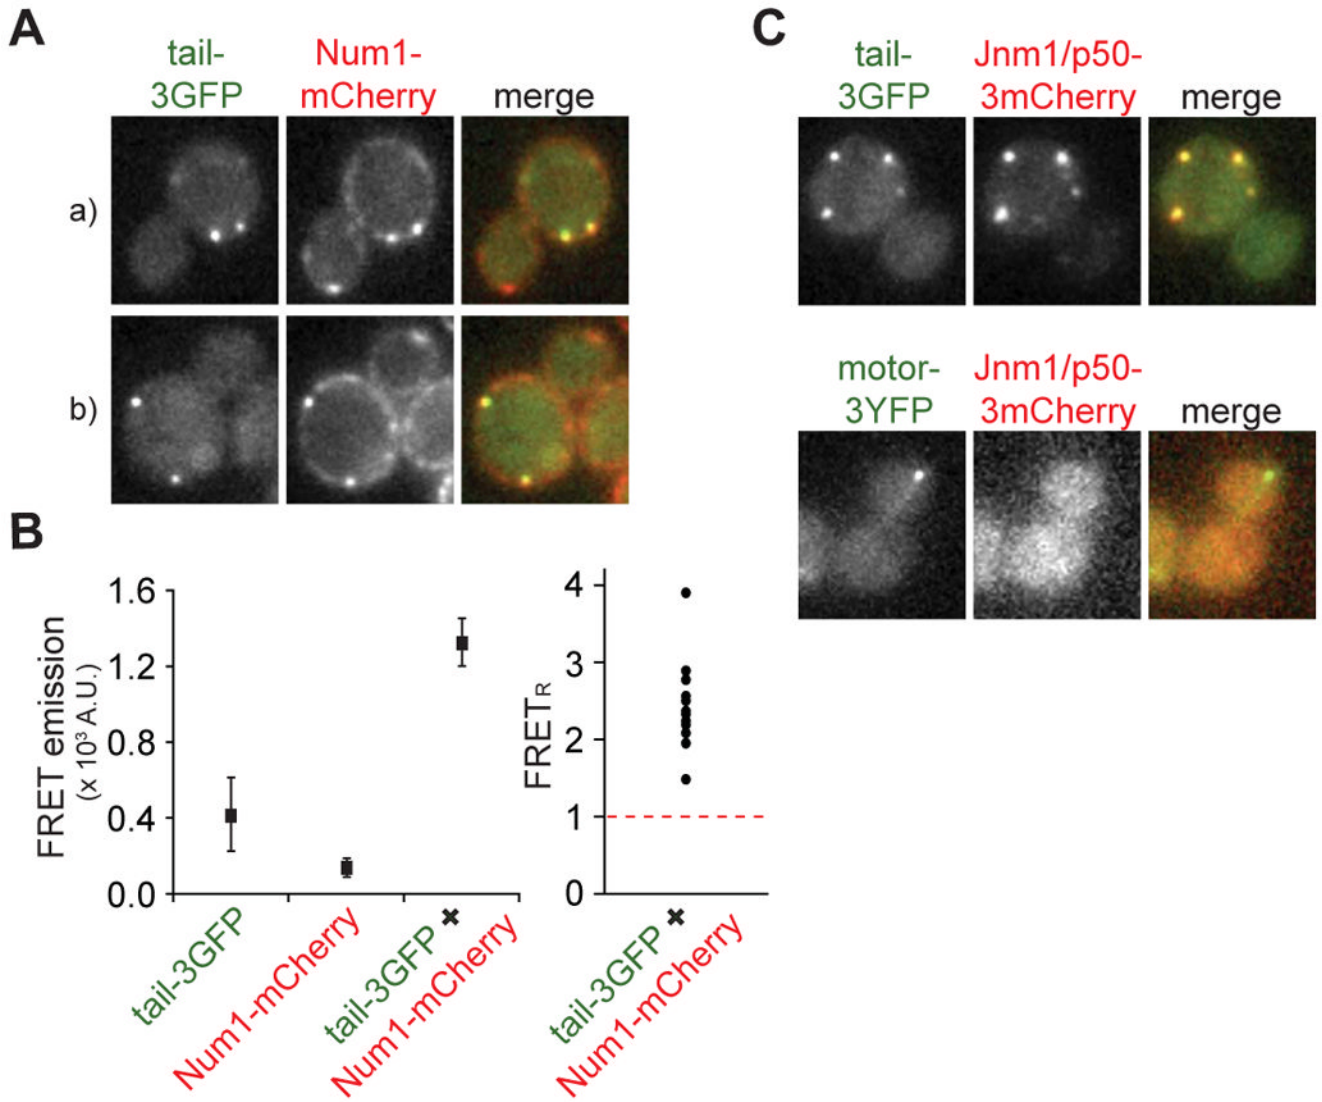 A
tail-
3GFP
Num1-
mCherry
merge
a)
b)
B
FRET emission
(x 10³ A.U.)
1.6
1.2
0.8
0.4
0.0
tail-3GFP
Num1-mCherry
tail-3GFP ×
Num1-mCherry
FRETR
4
3
2
1
0
tail-3GFP ×
Num1-mCherry
C
tail-
3GFP
Jnm1/p50-
3mCherry
merge
motor-
3YFP
Jnm1/p50-
3mCherry
merge